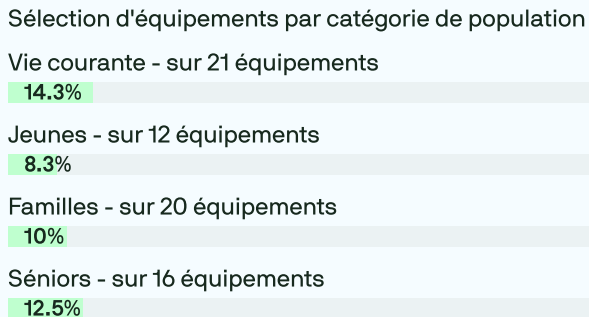 Sélection d'équipements par catégorie de population
Vie courante - sur 21 équipements
14.3%
Jeunes - sur 12 équipements
8.3%
Familles - sur 20 équipements
10%
Séniors - sur 16 équipements
12.5%